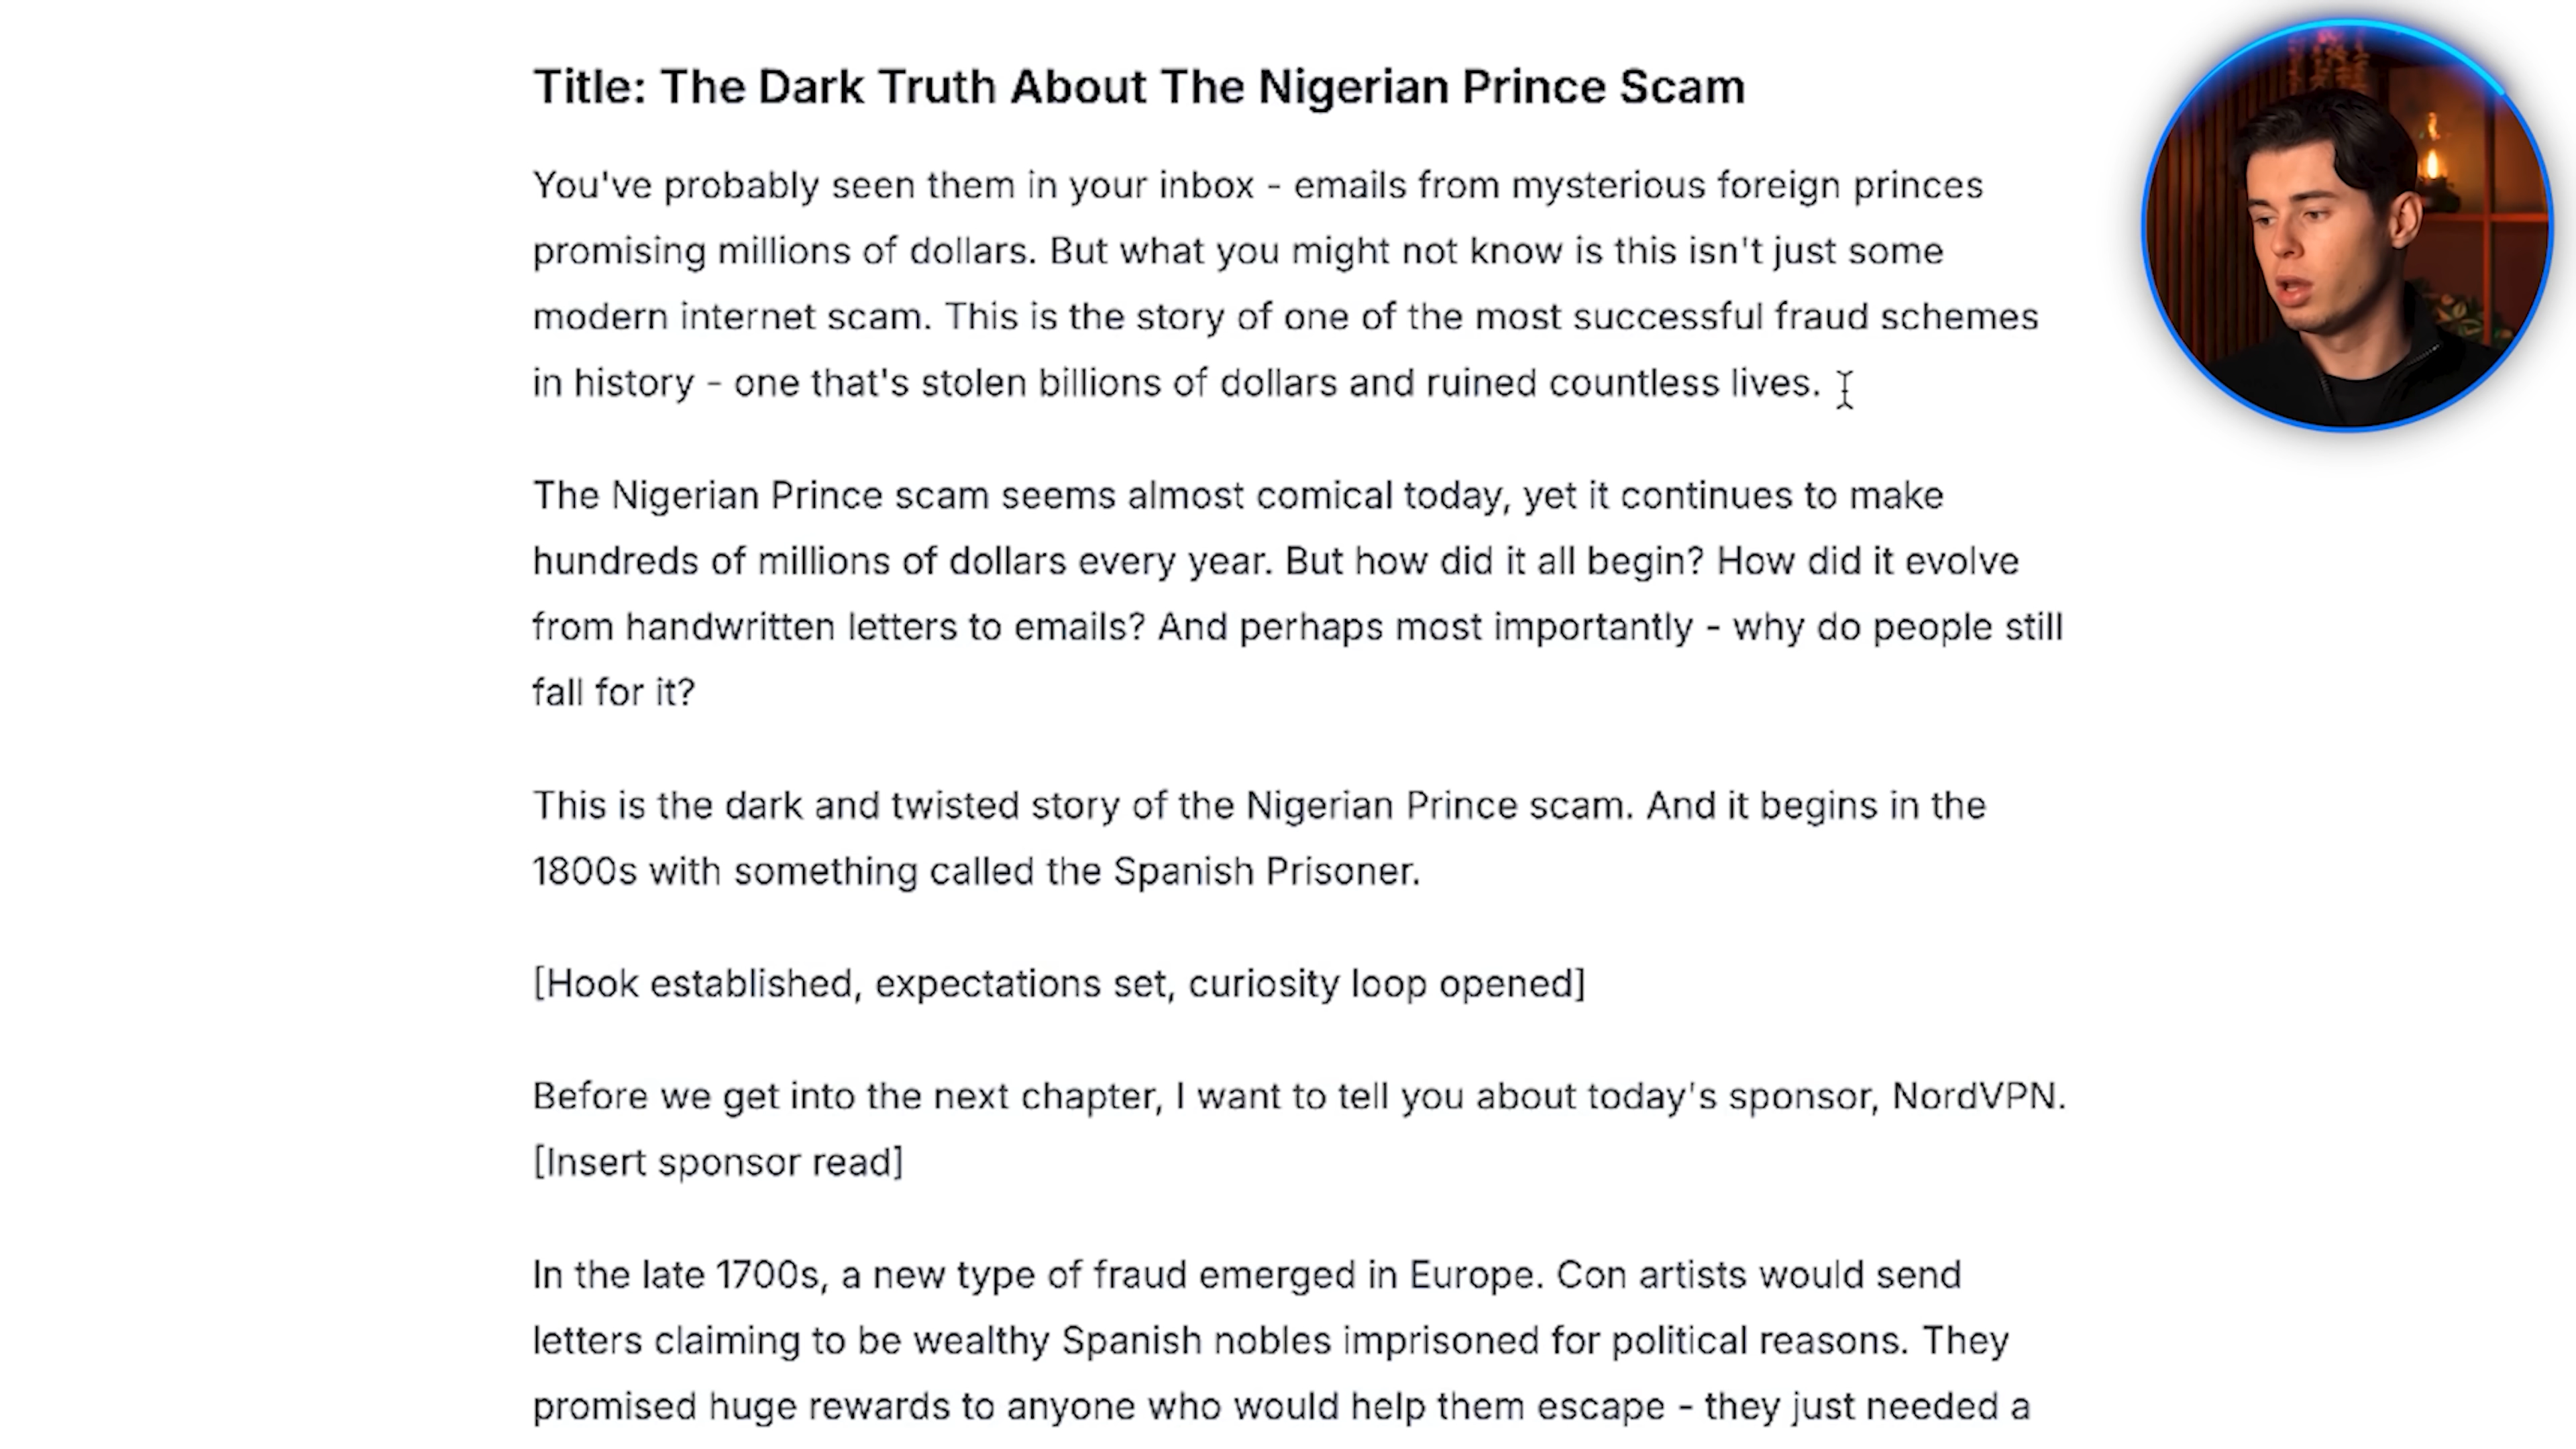 Title: The Dark Truth About The Nigerian Prince Scam
You've probably seen them in your inbox - emails from mysterious foreign princes
promising millions of dollars. But what you might not know is this isn't just some
modern internet scam. This is the story of one of the most successful fraud schemes
in history - one that's stolen billions of dollars and ruined countless lives.
The Nigerian Prince scam seems almost comical today, yet it continues to make
hundreds of millions of dollars every year. But how did it all begin? How did it evolve
from handwritten letters to emails? And perhaps most importantly - why do people still
fall for it?
This is the dark and twisted story of the Nigerian Prince scam. And it begins in the
1800s with something called the Spanish Prisoner.
[Hook established, expectations set, curiosity loop opened]
Before we get into the next chapter, I want to tell you about today's sponsor, NordVPN.
[Insert sponsor read]
In the late 1700s, a new type of fraud emerged in Europe. Con artists would send
letters claiming to be wealthy Spanish nobles imprisoned for political reasons. They
promised huge rewards to anyone who would help them escape - they just needed a